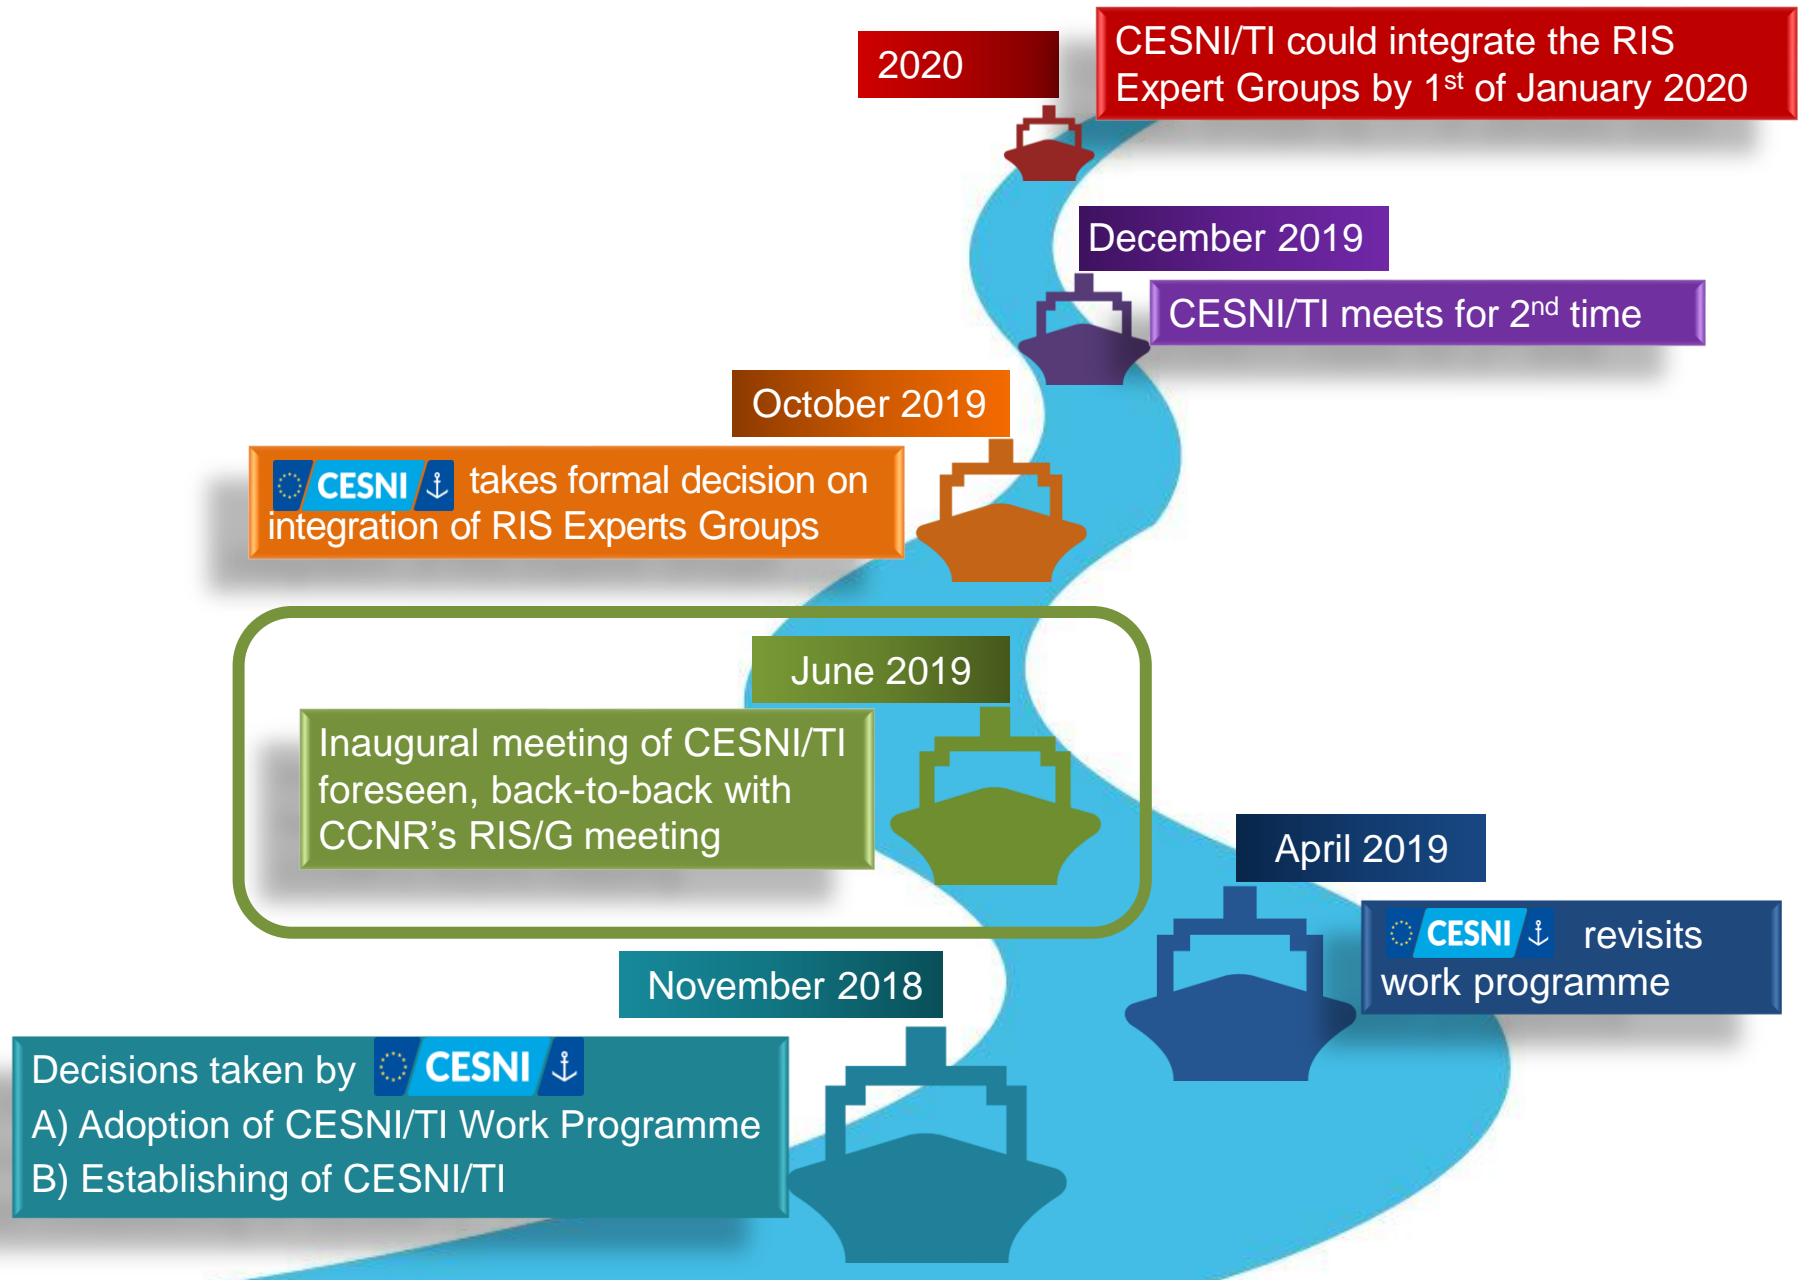 2020
CESNI/TI could integrate the RIS
Expert Groups by 1st of January 2020
December 2019
CESNI/TI meets for 2nd time
October 2019
CESNI takes formal decision on
integration of RIS Experts Groups
June 2019
Inaugural meeting of CESNI/TI
foreseen, back-to-back with
CCNR’s RIS/G meeting
April 2019
CESNI revisits
work programme
November 2018
Decisions taken by CESNI
A) Adoption of CESNI/TI Work Programme
B) Establishing of CESNI/TI